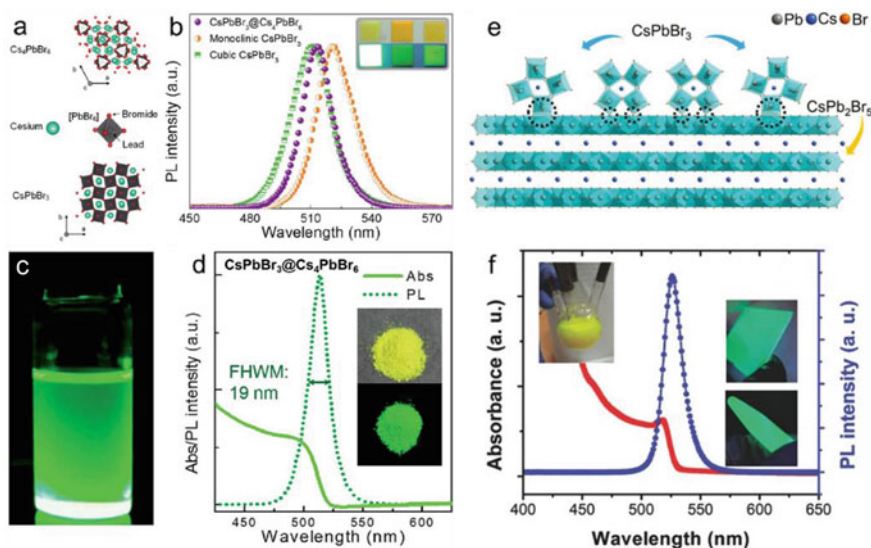 a
Cs₄PbBr₆
b
c
a
Cesium
[PbBr₆]
Bromide
Lead
CsPbBr₃
b
c
a
b
PL intensity (a.u.)
CsPbBr₃@Cs₄PbBr₆
Monoclinic CsPbBr₃
Cubic CsPbBr₃
450 480 510 540 570
Wavelength (nm)
e
Pb Cs Br
CsPbBr₃
CsPb₂Br₅
c
d
CsPbBr₃@Cs₄PbBr₆
Abs
PL
FHWM:
19 nm
Abs/PL intensity (a. u.)
450 500 525 550 600
Wavelength (nm)
f
Absorbance (a. u.)
PL intensity (a. u.)
400 450 500 550 600 650
Wavelength (nm)